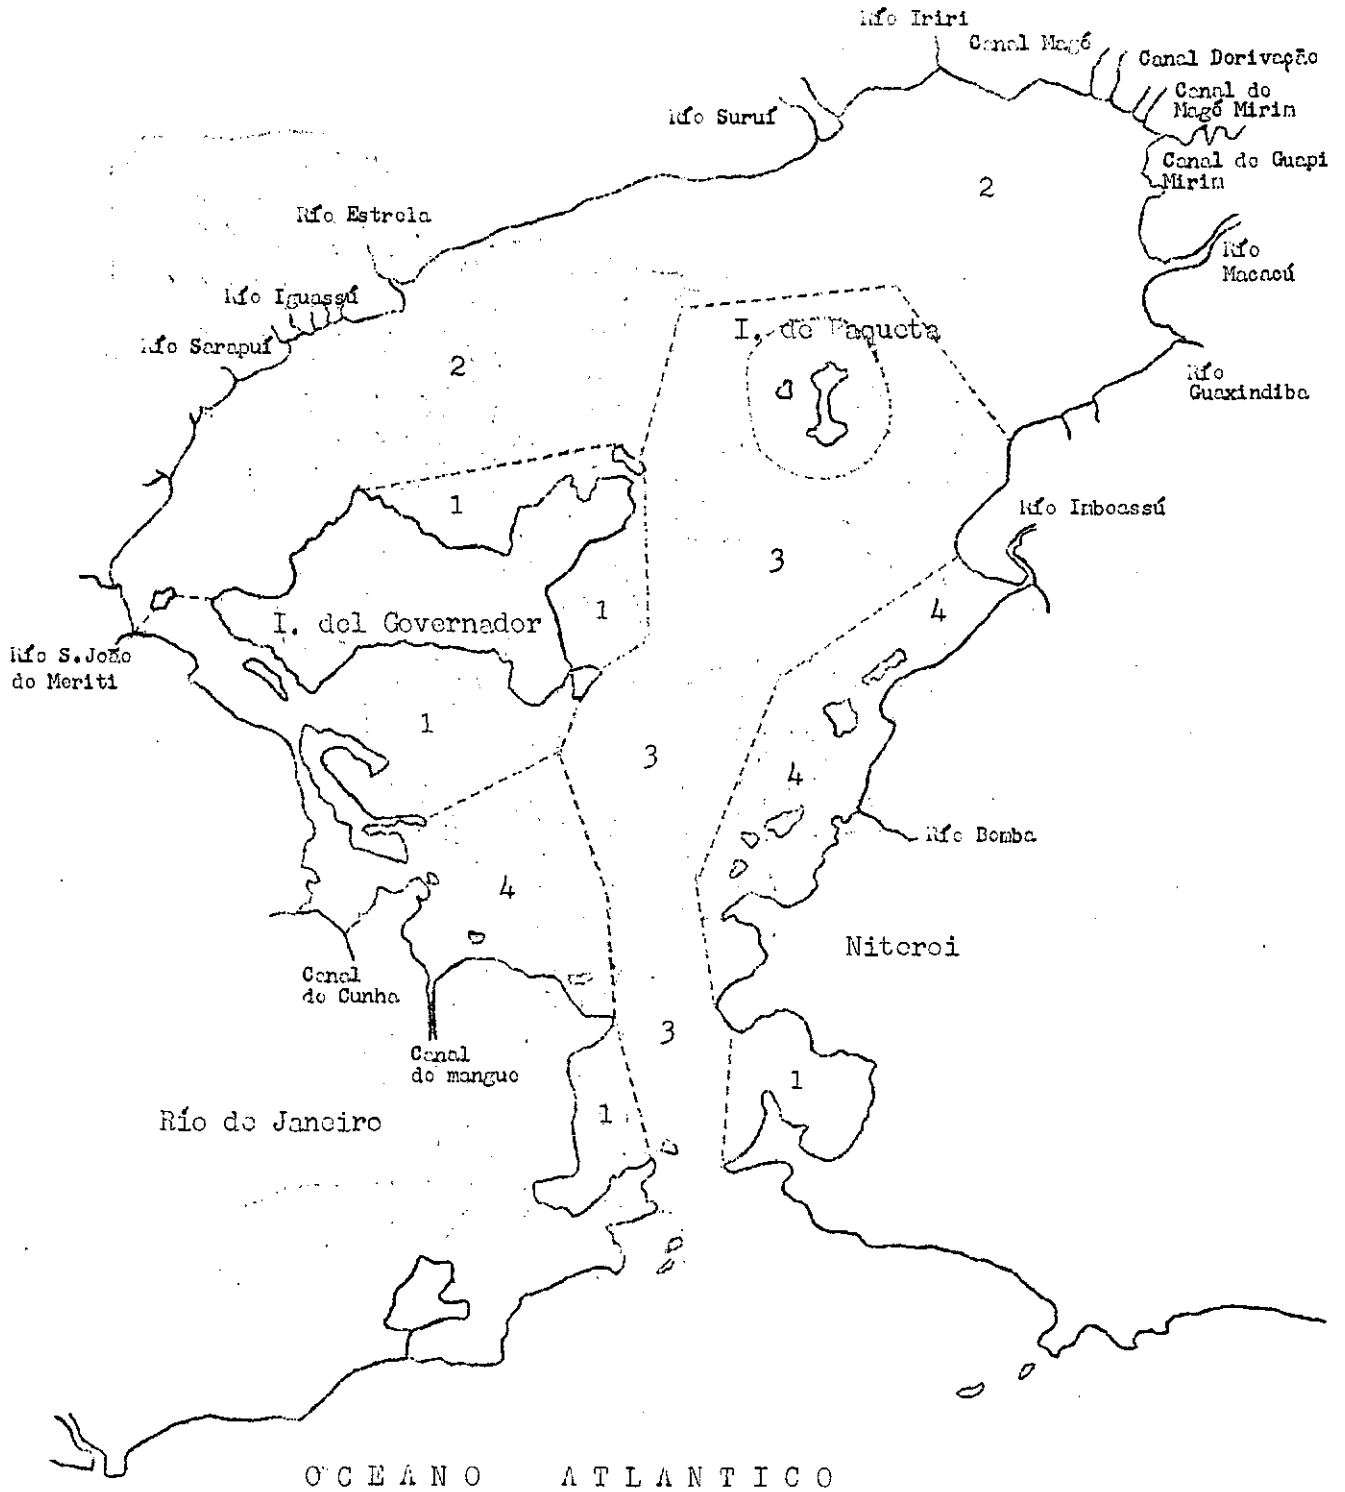 Río Iriri
Canal Magé
Canal Dorivação
Canal do
Magé Mirim
Río Suruí
Canal de Guapi
Mirim
2
Río Estrela
Río
Macacú
Río Iguassú
I. de Paqueta
Río Sarapuí
2
Río
Guaxindiba
1
Río Imboassú
3
1
4
I. del Governador
Río S.João
do Meriti
1
3
4
Río Bomba
4
Niteroi
Canal
do Cunha
3
Canal
do mangue
1
1
Río de Janeiro
OCEANO ATLANTICO